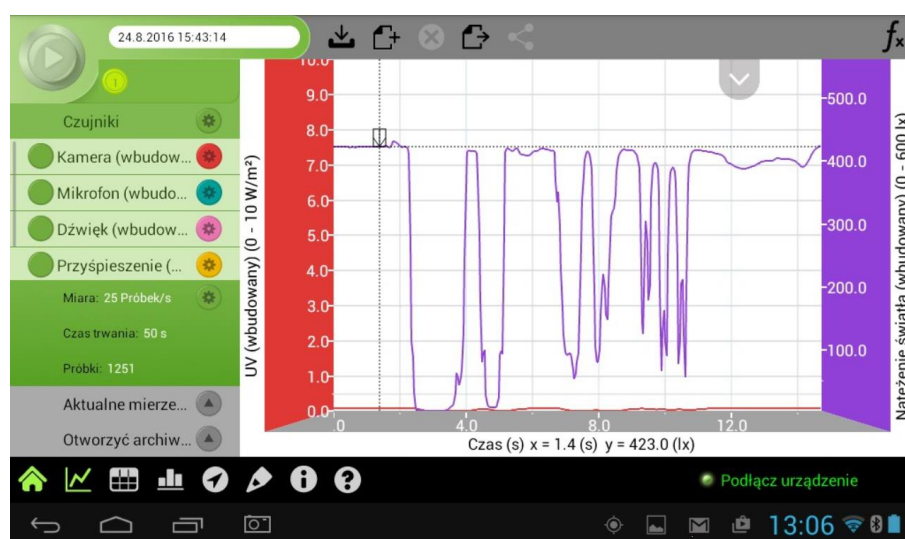 24.8.2016 15:43:14
fx
1
Czujniki
Kamera (wbudow...
Mikrofon (wbudo...
Dźwięk (wbudow...
Przyśpieszenie (...
Miara: 25 Próbek/s
Czas trwania: 50 s
Próbki: 1251
Aktualne mierze...
Otworzyć archiw...
UV (wbudowany) (0 - 10 W/m²)
10.0
9.0
8.0
7.0
6.0
5.0
4.0
3.0
2.0
1.0
0.0
.0 4.0 8.0 12.0
Czas (s) x = 1.4 (s) y = 423.0 (lx)
500.0
400.0
300.0
200.0
100.0
Natężenie światła (wbudowany) (0 - 600 lx)
Podłącz urządzenie
13:06